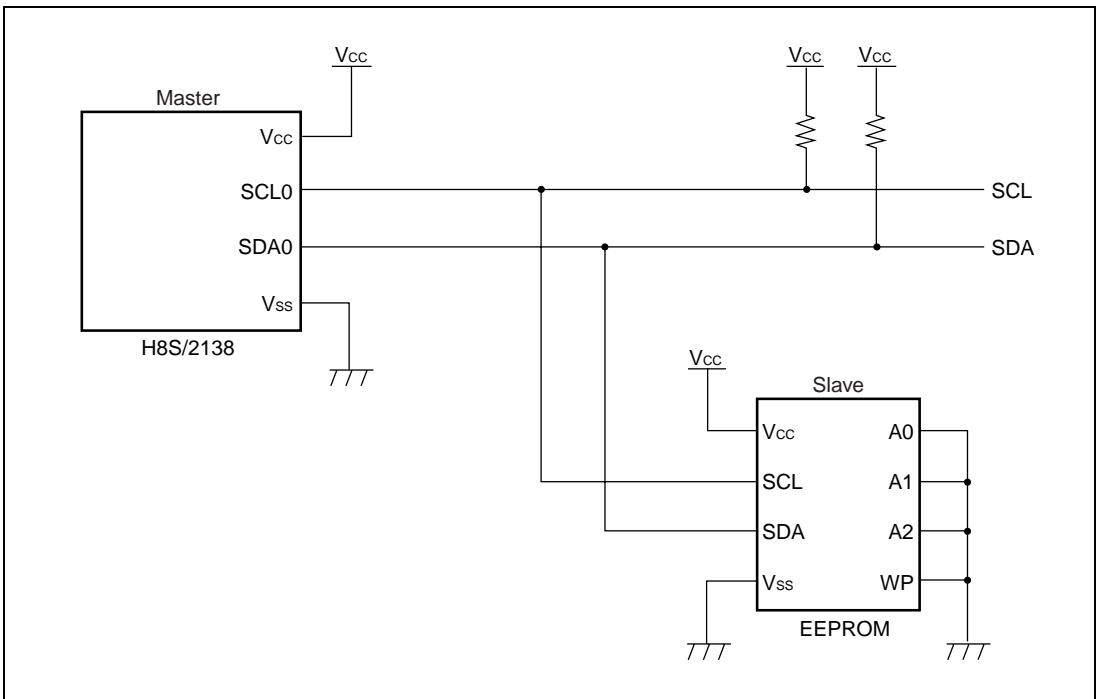 Vcc
Vcc
Vcc
Master
Vcc
SCL0
SCL
SDA0
SDA
Vss
H8S/2138
Vcc
Slave
Vcc
A0
SCL
A1
SDA
A2
Vss
WP
EEPROM